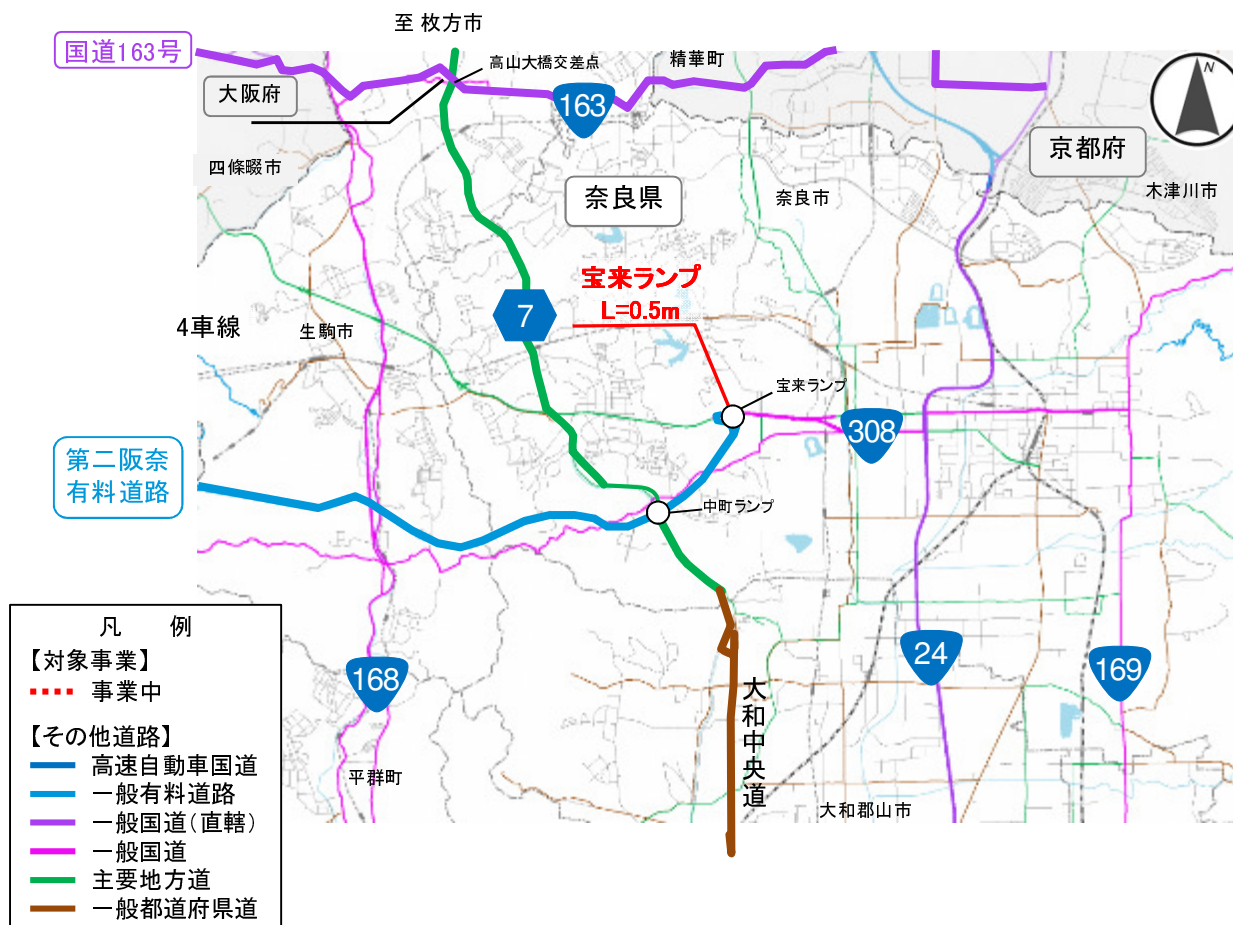 至 枚方市
国道163号
高山大橋交差点
精華町
N
大阪府
163
京都府
四條畷市
奈良県
奈良市
木津川市
宝来ランプ
L=0.5m
7
4車線
生駒市
宝来ランプ
308
第二阪奈
有料道路
中町ランプ
24
169
168
大和中央道
平群町
大和郡山市
凡 例
【対象事業】
事業中
【その他道路】
高速自動車国道
一般有料道路
一般国道(直轄)
一般国道
主要地方道
一般都道府県道